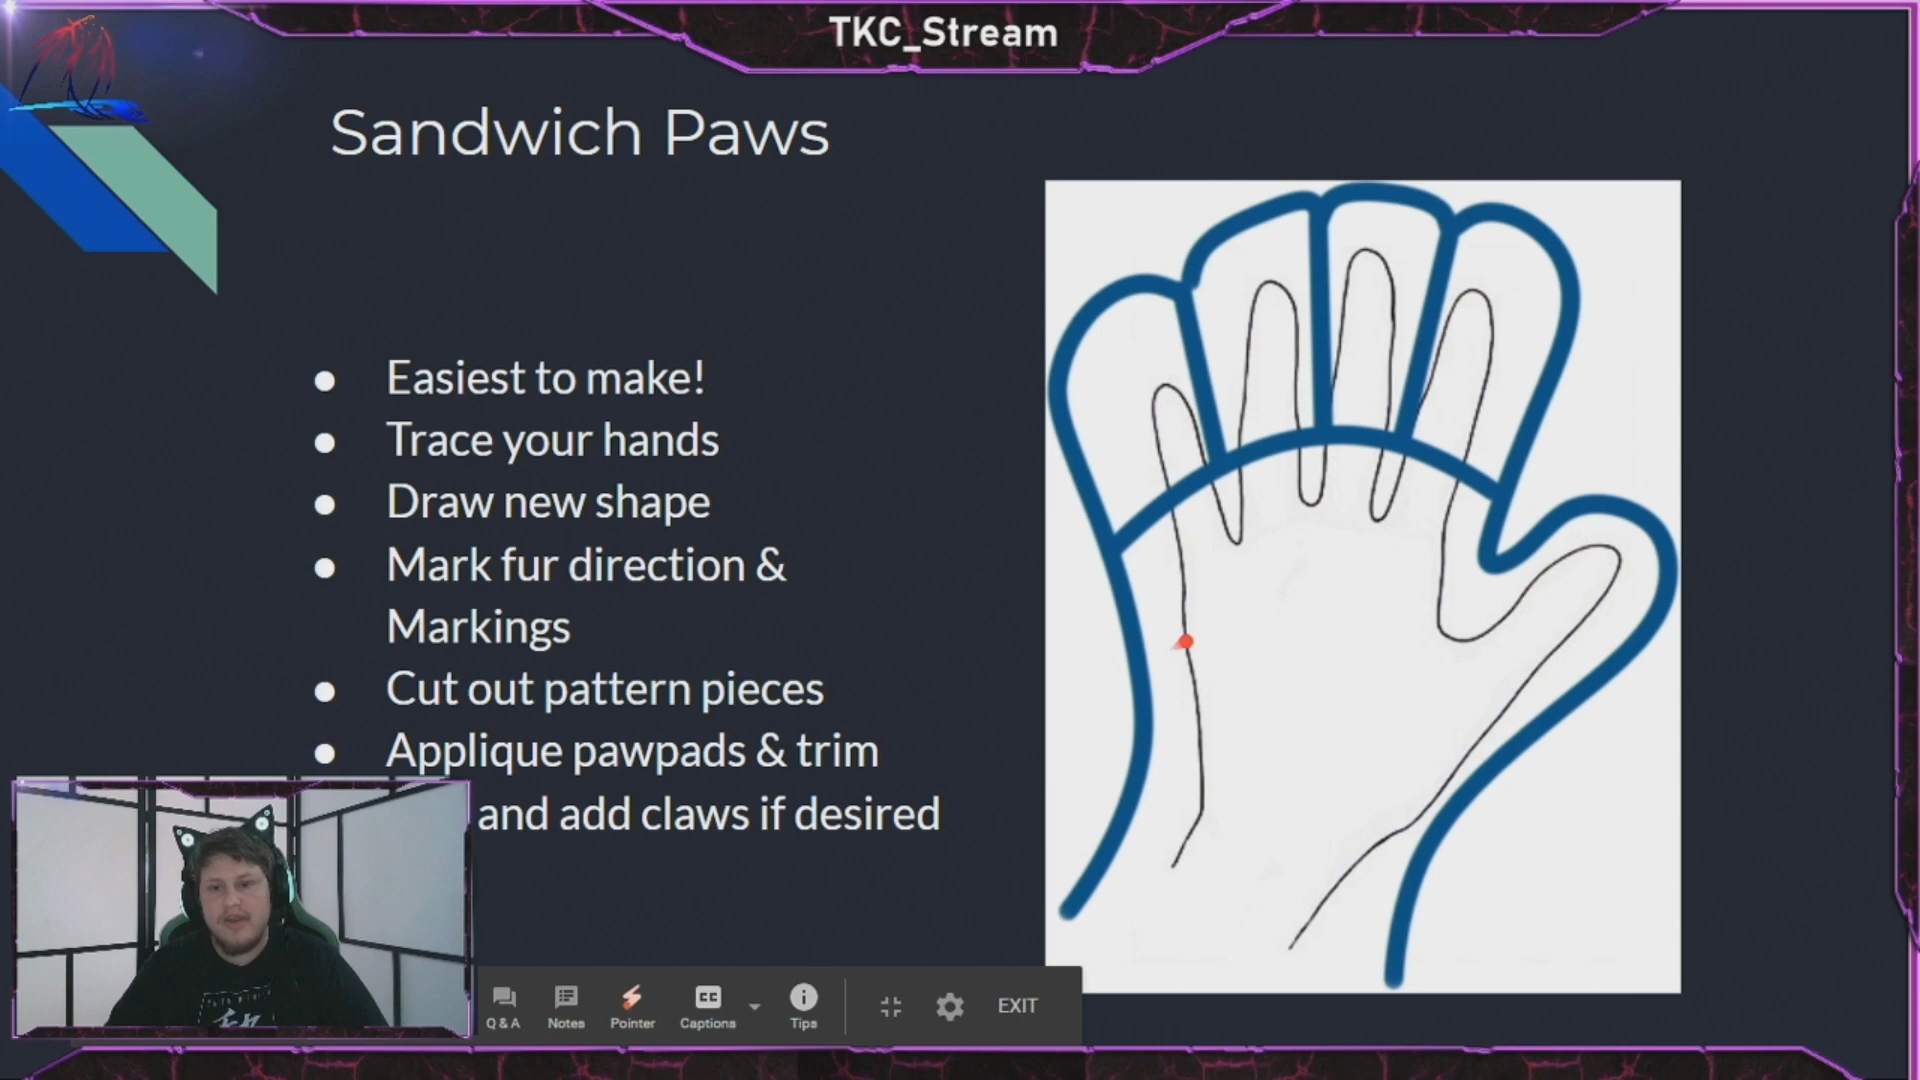 TKC_Stream
Sandwich Paws
● Easiest to make!
● Trace your hands
● Draw new shape
● Mark fur direction &
Markings
● Cut out pattern pieces
● Applique pawpads & trim
and add claws if desired
Q & A Notes Pointer Captions Tips EXIT
CC